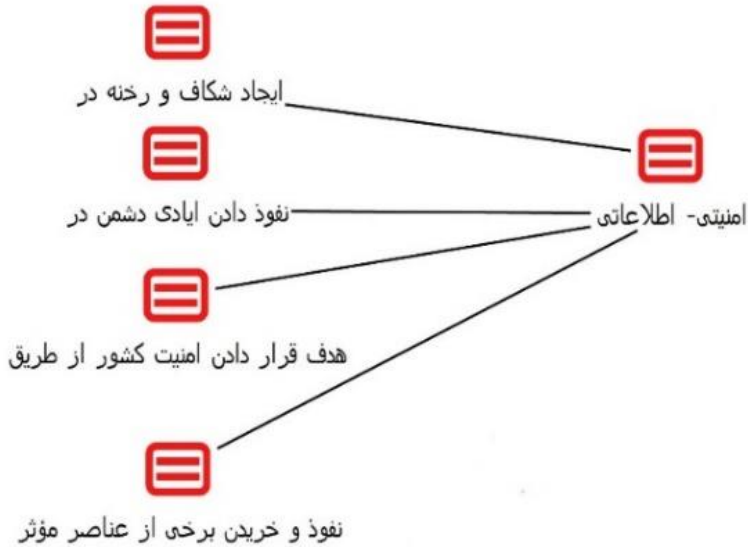 ایجاد شکاف و رخنه در
امنیتی- اطلاعاتی
نفوذ دادن ایادی دشمن در
هدف قرار دادن امنیت کشور از طریق
نفوذ و خریدن برخی از عناصر مؤثر